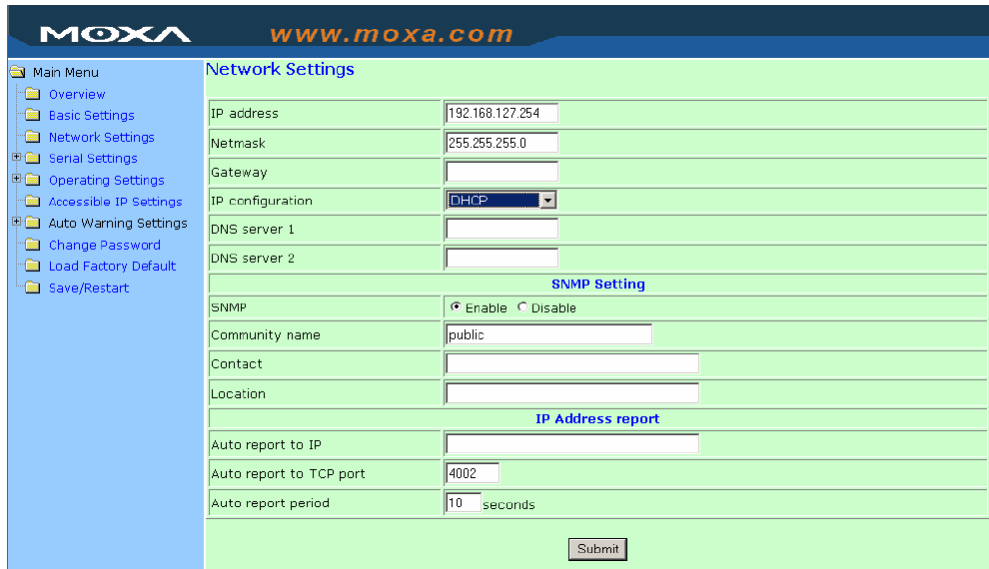 MOXA www.moxa.com
Main Menu
Overview
Basic Settings
Network Settings
Serial Settings
Operating Settings
Accessible IP Settings
Auto Warning Settings
Change Password
Load Factory Default
Save/Restart
Network Settings
IP address 192.168.127.254
Netmask 255.255.255.0
Gateway
IP configuration DHCP
DNS server 1
DNS server 2
SNMP Setting
SNMP Enable Disable
Community name public
Contact
Location
IP Address report
Auto report to IP
Auto report to TCP port 4002
Auto report period 10 seconds
Submit